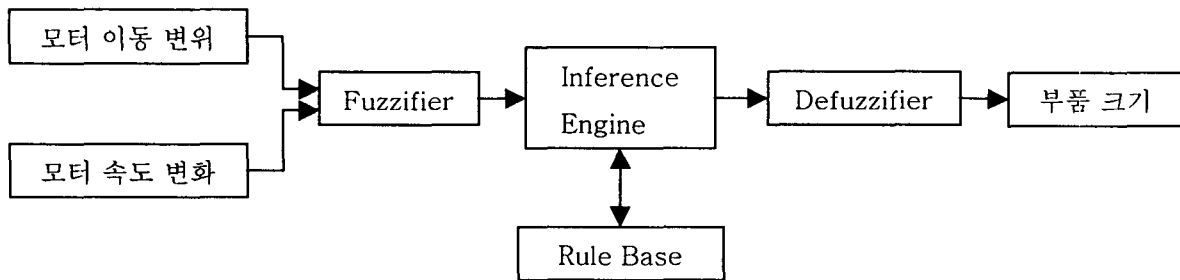 모터 이동 변위
Fuzzifier
Inference
Engine
Defuzzifier
부품 크기
모터 속도 변화
Rule Base